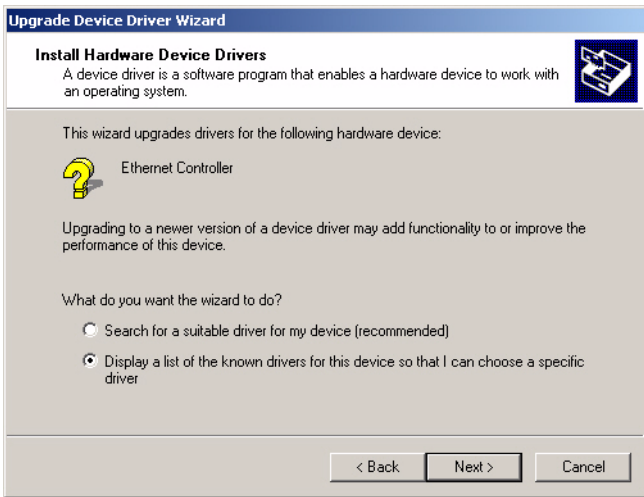 Upgrade Device Driver Wizard
Install Hardware Device Drivers
A device driver is a software program that enables a hardware device to work with
an operating system.
This wizard upgrades drivers for the following hardware device:
Ethernet Controller
Upgrading to a newer version of a device driver may add functionality to or improve the
performance of this device.
What do you want the wizard to do?
Search for a suitable driver for my device (recommended)
Display a list of the known drivers for this device so that I can choose a specific
driver
< Back Next > Cancel